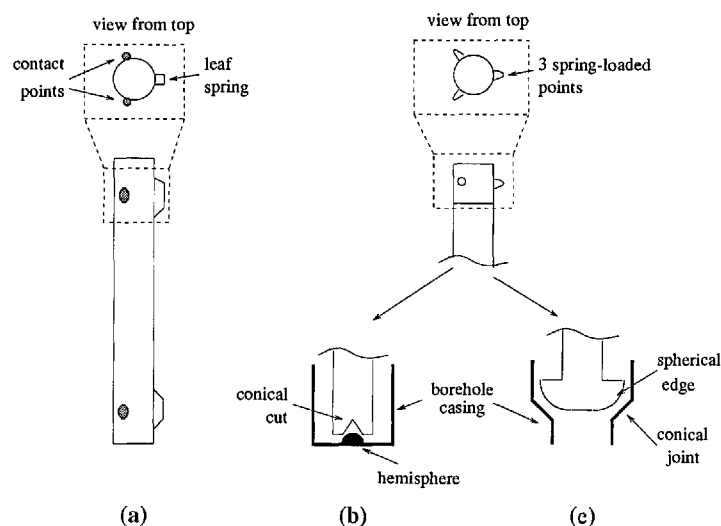 view from top
contact
points
leaf
spring
view from top
3 spring-loaded
points
conical
cut
borehole
casing
hemisphere
spherical
edge
conical
joint
(a)
(b)
(c)